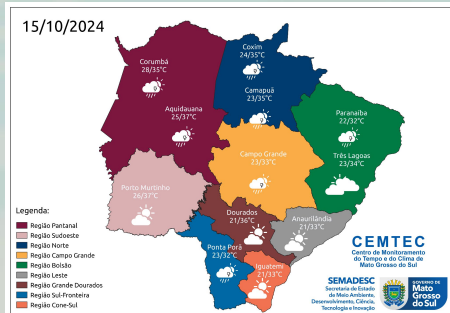 15/10/2024
Corumbá
28/35°C
Aquidauana
25/37°C
Coxim
24/35°C
Camapuã
23/35°C
Paranaíba
22/32°C
Três Lagoas
23/34°C
Campo Grande
23/33°C
Porto Murtinho
26/37°C
Dourados
21/36°C
Anaurilândia
21/33°C
Ponta Porã
23/32°C
Iguatemi
21/33°C
Legenda:
Região Pantanal
Região Sudoeste
Região Norte
Região Campo Grande
Região Bolsão
Região Leste
Região Grande Dourados
Região Sul-Fronteira
Região Cone-Sul
CEMTEC
Centro de Monitoramento
do Tempo e do Clima de
Mato Grosso do Sul
SEMADESC
Secretaria de Estado
de Meio Ambiente,
Desenvolvimento, Ciência,
Tecnologia e Inovação
GOVERNO DE
Mato
Grosso
do Sul